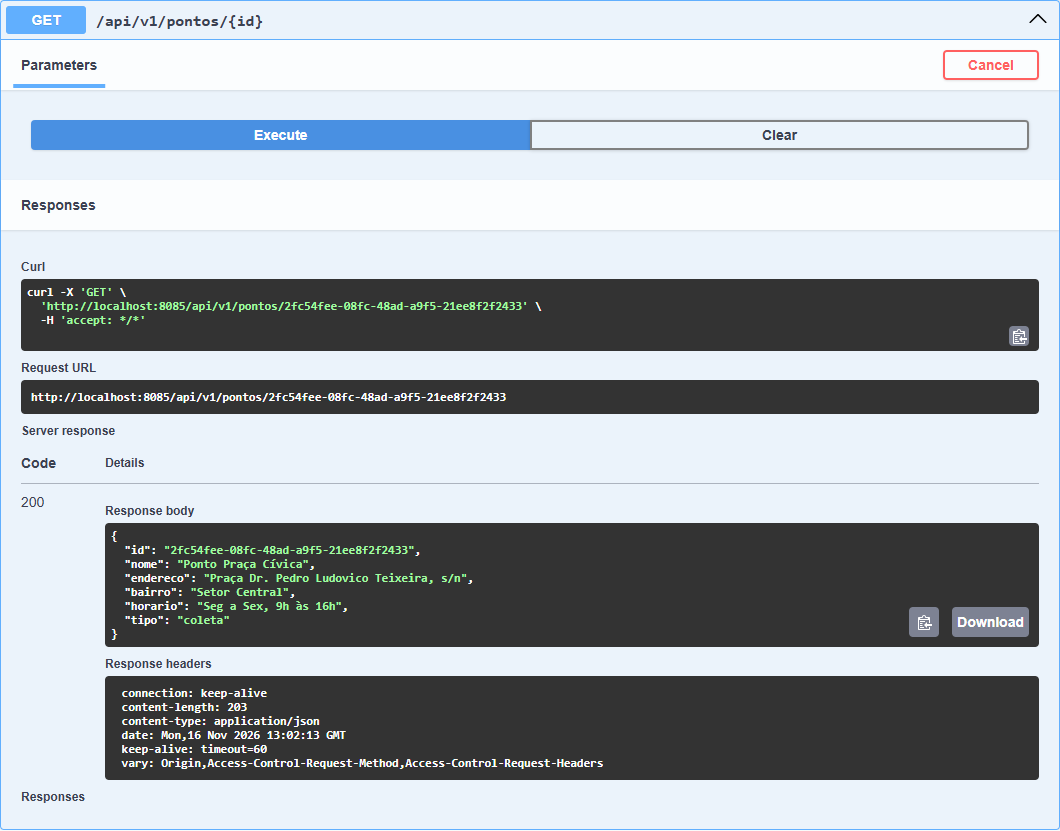 GET /api/v1/pontos/{id}
Parameters
Cancel
Execute
Clear
Responses
Curl
curl -X 'GET' \
  'http://localhost:8085/api/v1/pontos/2fc54fee-08fc-48ad-a9f5-21ee8f2f2433' \
  -H 'accept: */*'
Request URL
http://localhost:8085/api/v1/pontos/2fc54fee-08fc-48ad-a9f5-21ee8f2f2433
Server response
Code Details
200
Response body
{
  "id": "2fc54fee-08fc-48ad-a9f5-21ee8f2f2433",
  "nome": "Ponto Praça Cívica",
  "endereco": "Praça Dr. Pedro Ludovico Teixeira, s/n",
  "bairro": "Setor Central",
  "horario": "Seg a Sex, 9h às 16h",
  "tipo": "coleta"
}
Download
Response headers
connection: keep-alive
content-length: 203
content-type: application/json
date: Mon,16 Nov 2026 13:02:13 GMT
keep-alive: timeout=60
vary: Origin,Access-Control-Request-Method,Access-Control-Request-Headers
Responses